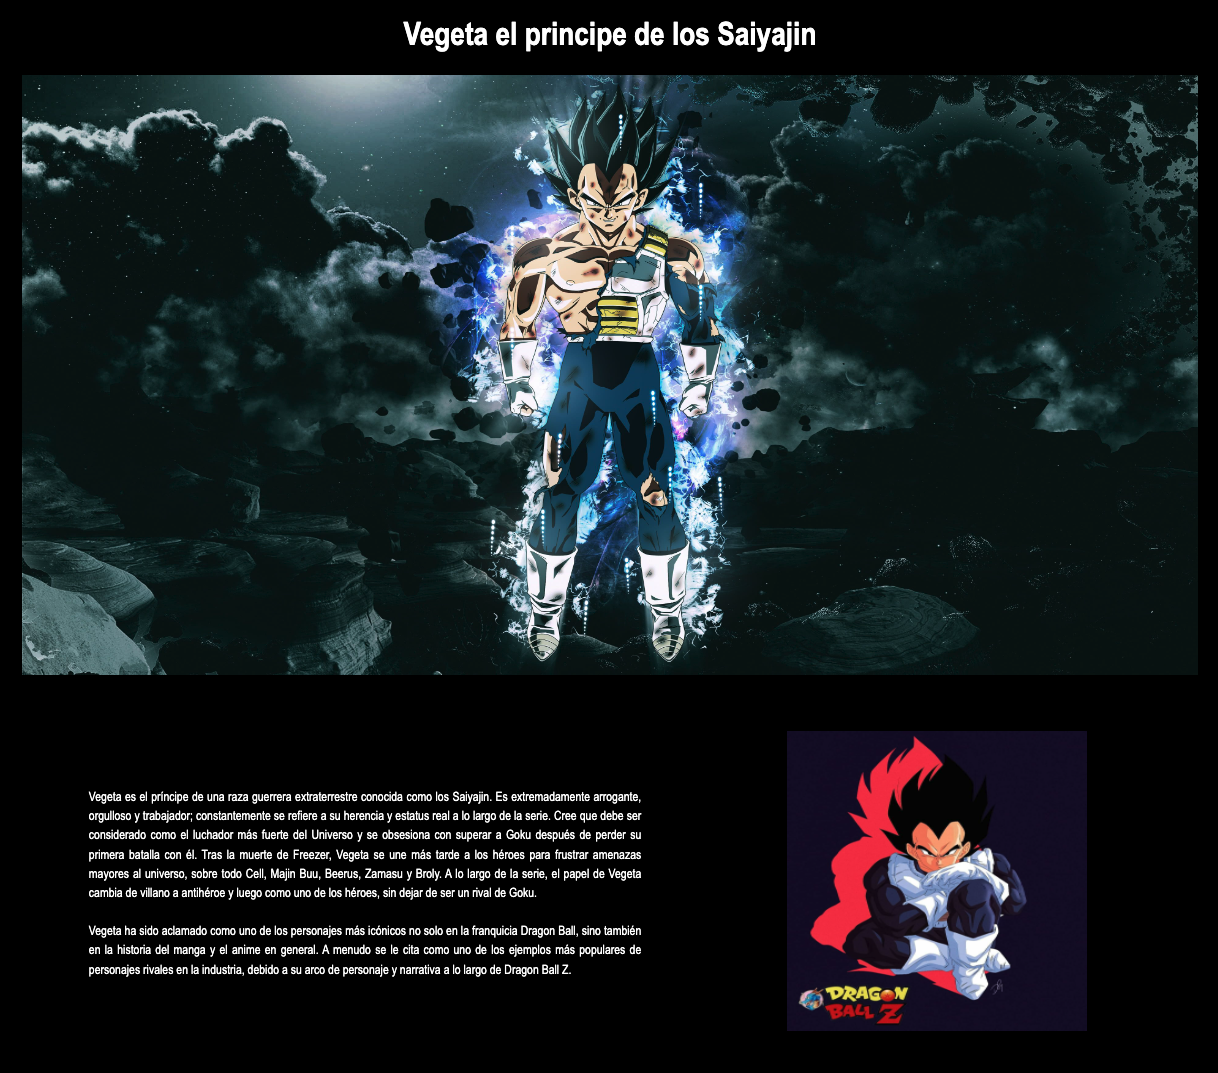 Vegeta el principe de los Saiyajin
Vegeta es el príncipe de una raza guerrera extraterrestre conocida como los Saiyajin. Es extremadamente arrogante,
orgulloso y trabajador; constantemente se refiere a su herencia y estatus real a lo largo de la serie. Cree que debe ser
considerado como el luchador más fuerte del Universo y se obsesiona con superar a Goku después de perder su
primera batalla con él. Tras la muerte de Freezer, Vegeta se une más tarde a los héroes para frustrar amenazas
mayores al universo, sobre todo Cell, Majin Buu, Beerus, Zamasu y Broly. A lo largo de la serie, el papel de Vegeta
cambia de villano a antihéroe y luego como uno de los héroes, sin dejar de ser un rival de Goku.
Vegeta ha sido aclamado como uno de los personajes más icónicos no solo en la franquicia Dragon Ball, sino también
en la historia del manga y el anime en general. A menudo se le cita como uno de los ejemplos más populares de
personajes rivales en la industria, debido a su arco de personaje y narrativa a lo largo de Dragon Ball Z.
DRAGON
BALL Z